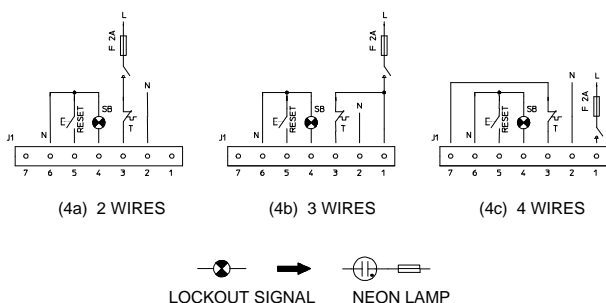 L
F 2A
N
SB
RESET
T
N
J1
7 6 5 4 3 2 1
(4a) 2 WIRES
L
F 2A
SB
RESET
T
N
N
J1
7 6 5 4 3 2 1
(4b) 3 WIRES
N
L
F 2A
SB
RESET
T
N
J1
7 6 5 4 3 2 1
(4c) 4 WIRES
LOCKOUT SIGNAL NEON LAMP